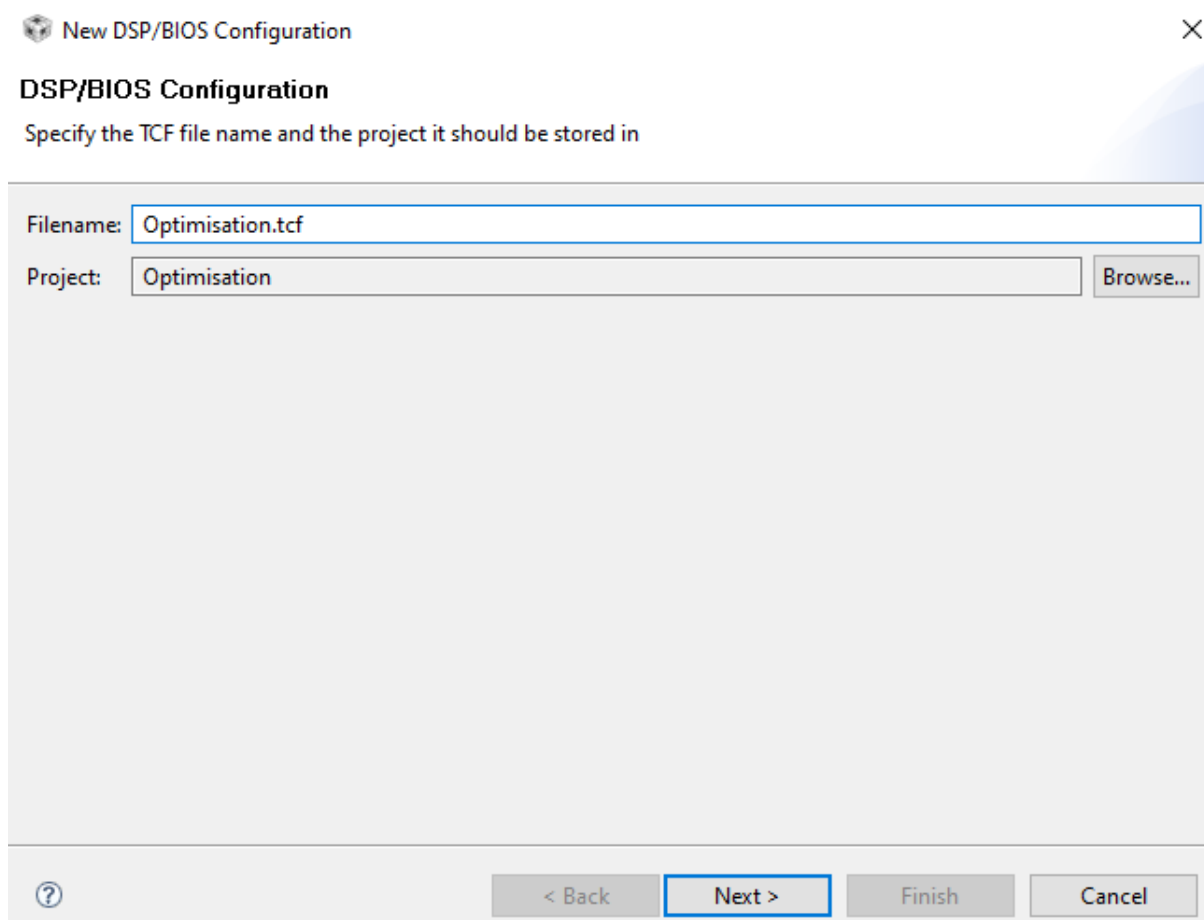 New DSP/BIOS Configuration
DSP/BIOS Configuration
Specify the TCF file name and the project it should be stored in
Filename: Optimisation.tcf
Project: Optimisation Browse...
< Back Next > Finish Cancel